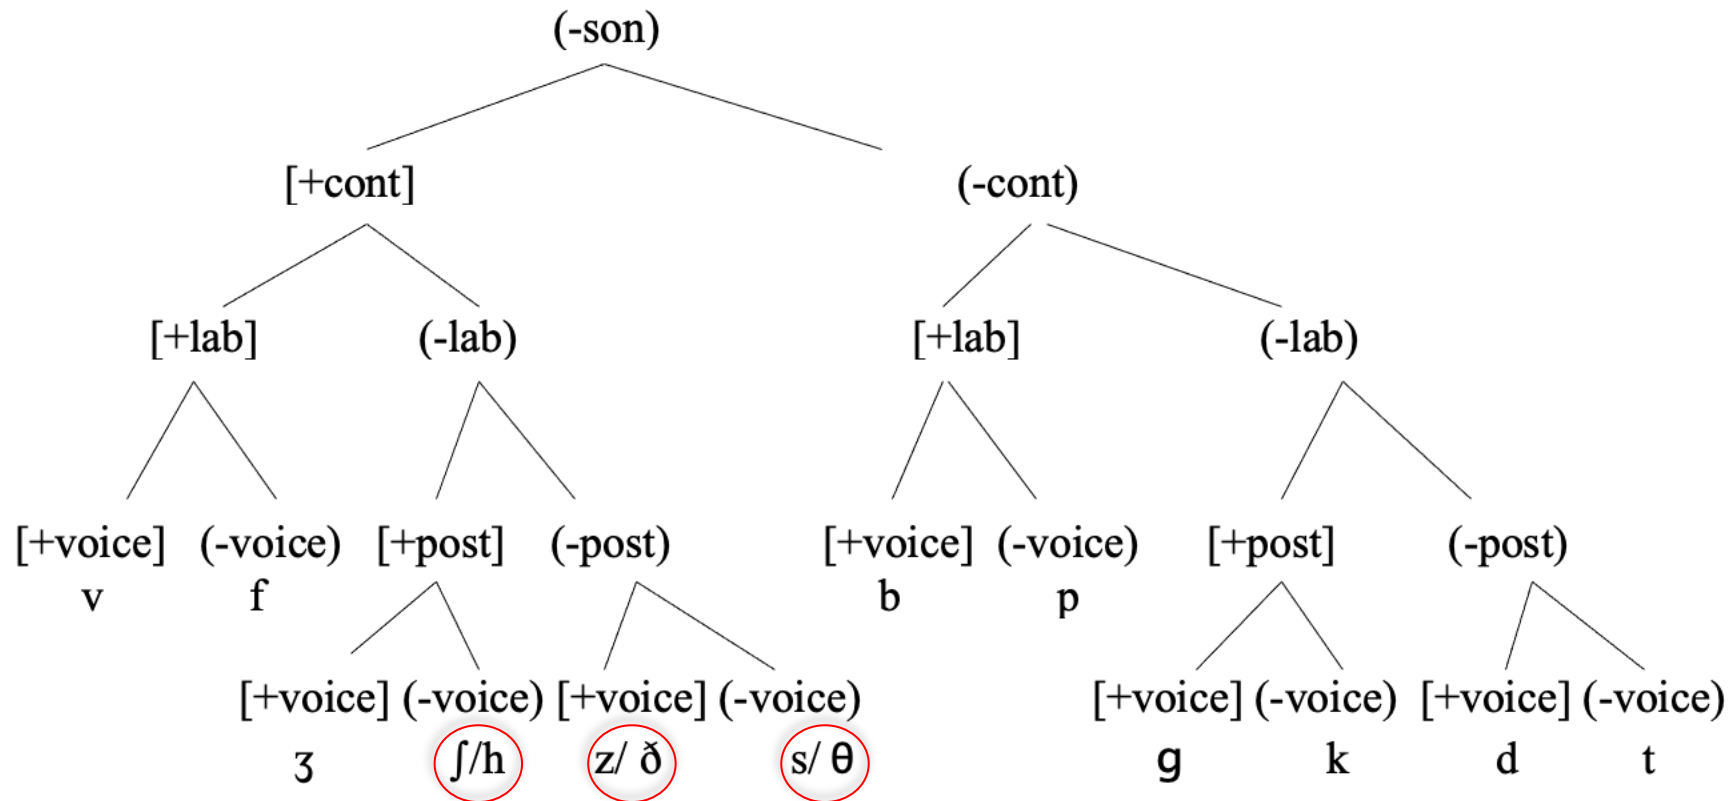 (-son)
[+cont] (-cont)
[+lab] (-lab) [+lab] (-lab)
[+voice] (-voice) [+post] (-post) [+voice] (-voice) [+post] (-post)
v f b p
[+voice] (-voice) [+voice] (-voice) [+voice] (-voice) [+voice] (-voice)
ʒ ʃ/h z/ ð s/ θ g k d t